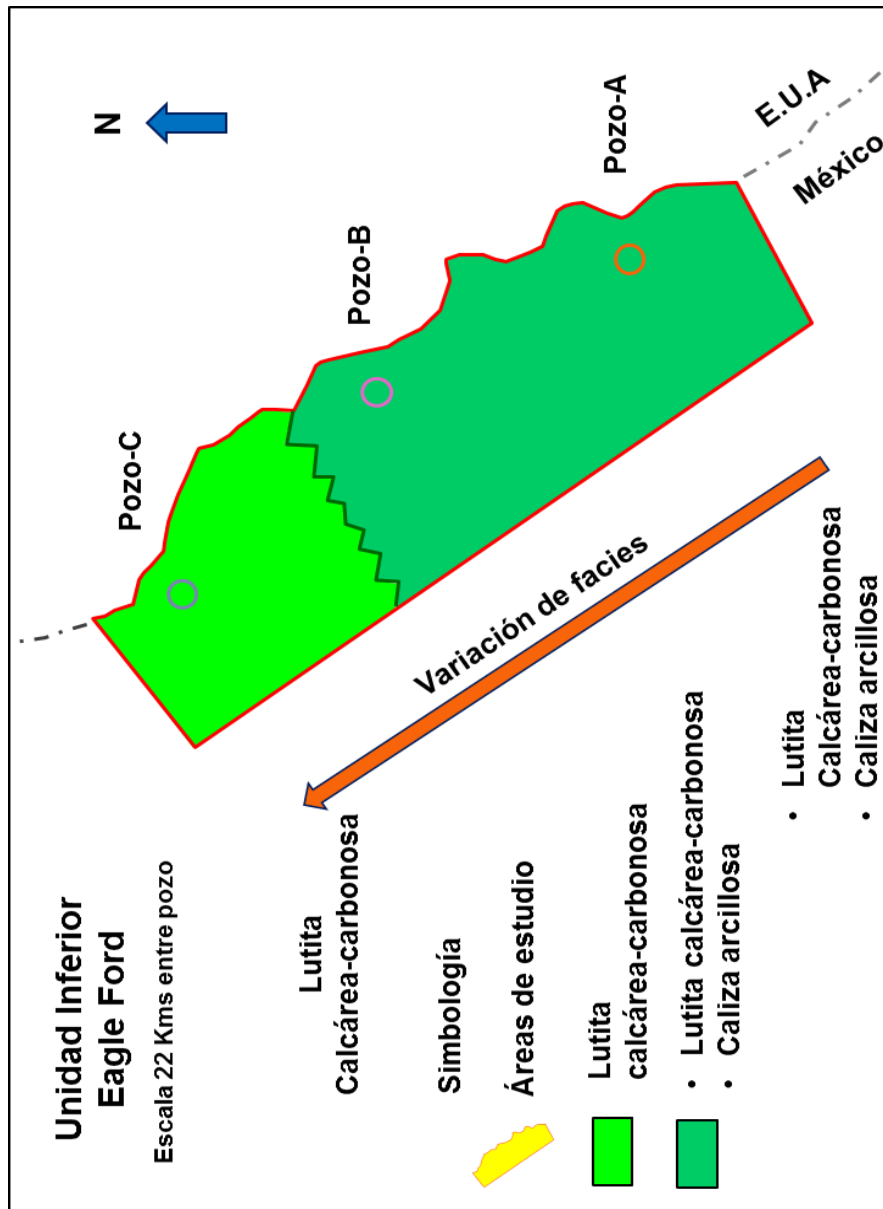 Unidad Inferior
Eagle Ford
Escala 22 Kms entre pozo
N
Pozo-C
Pozo-B
Pozo-A
E.U.A
México
Variación de facies
Lutita
Calcárea-carbonosa
Simbología
Áreas de estudio
Lutita
calcárea-carbonosa
• Lutita calcárea-carbonosa
• Caliza arcillosa
• Lutita
Calcárea-carbonosa
• Caliza arcillosa